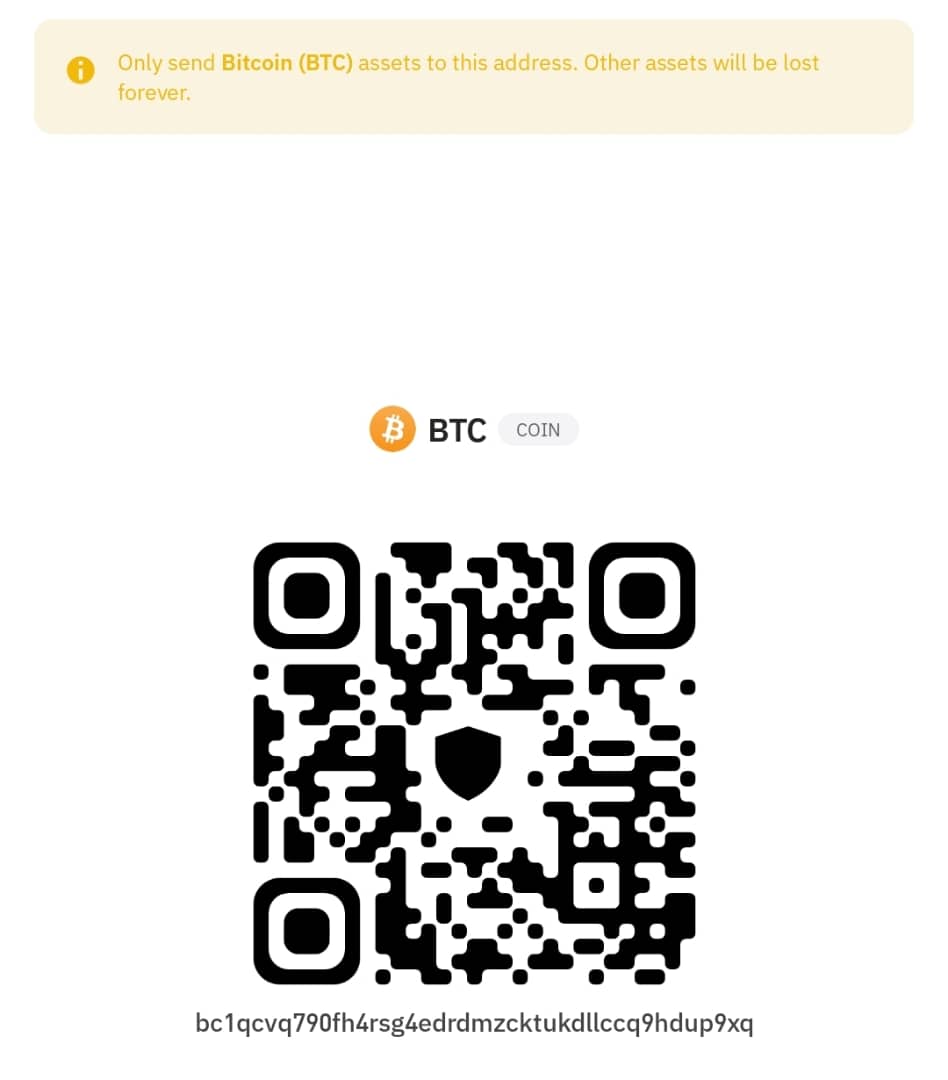 Only send Bitcoin (BTC) assets to this address. Other assets will be lost
forever.
BTC COIN
bc1qcvq790fh4rsg4edrdmzcktukdllccq9hdup9xq